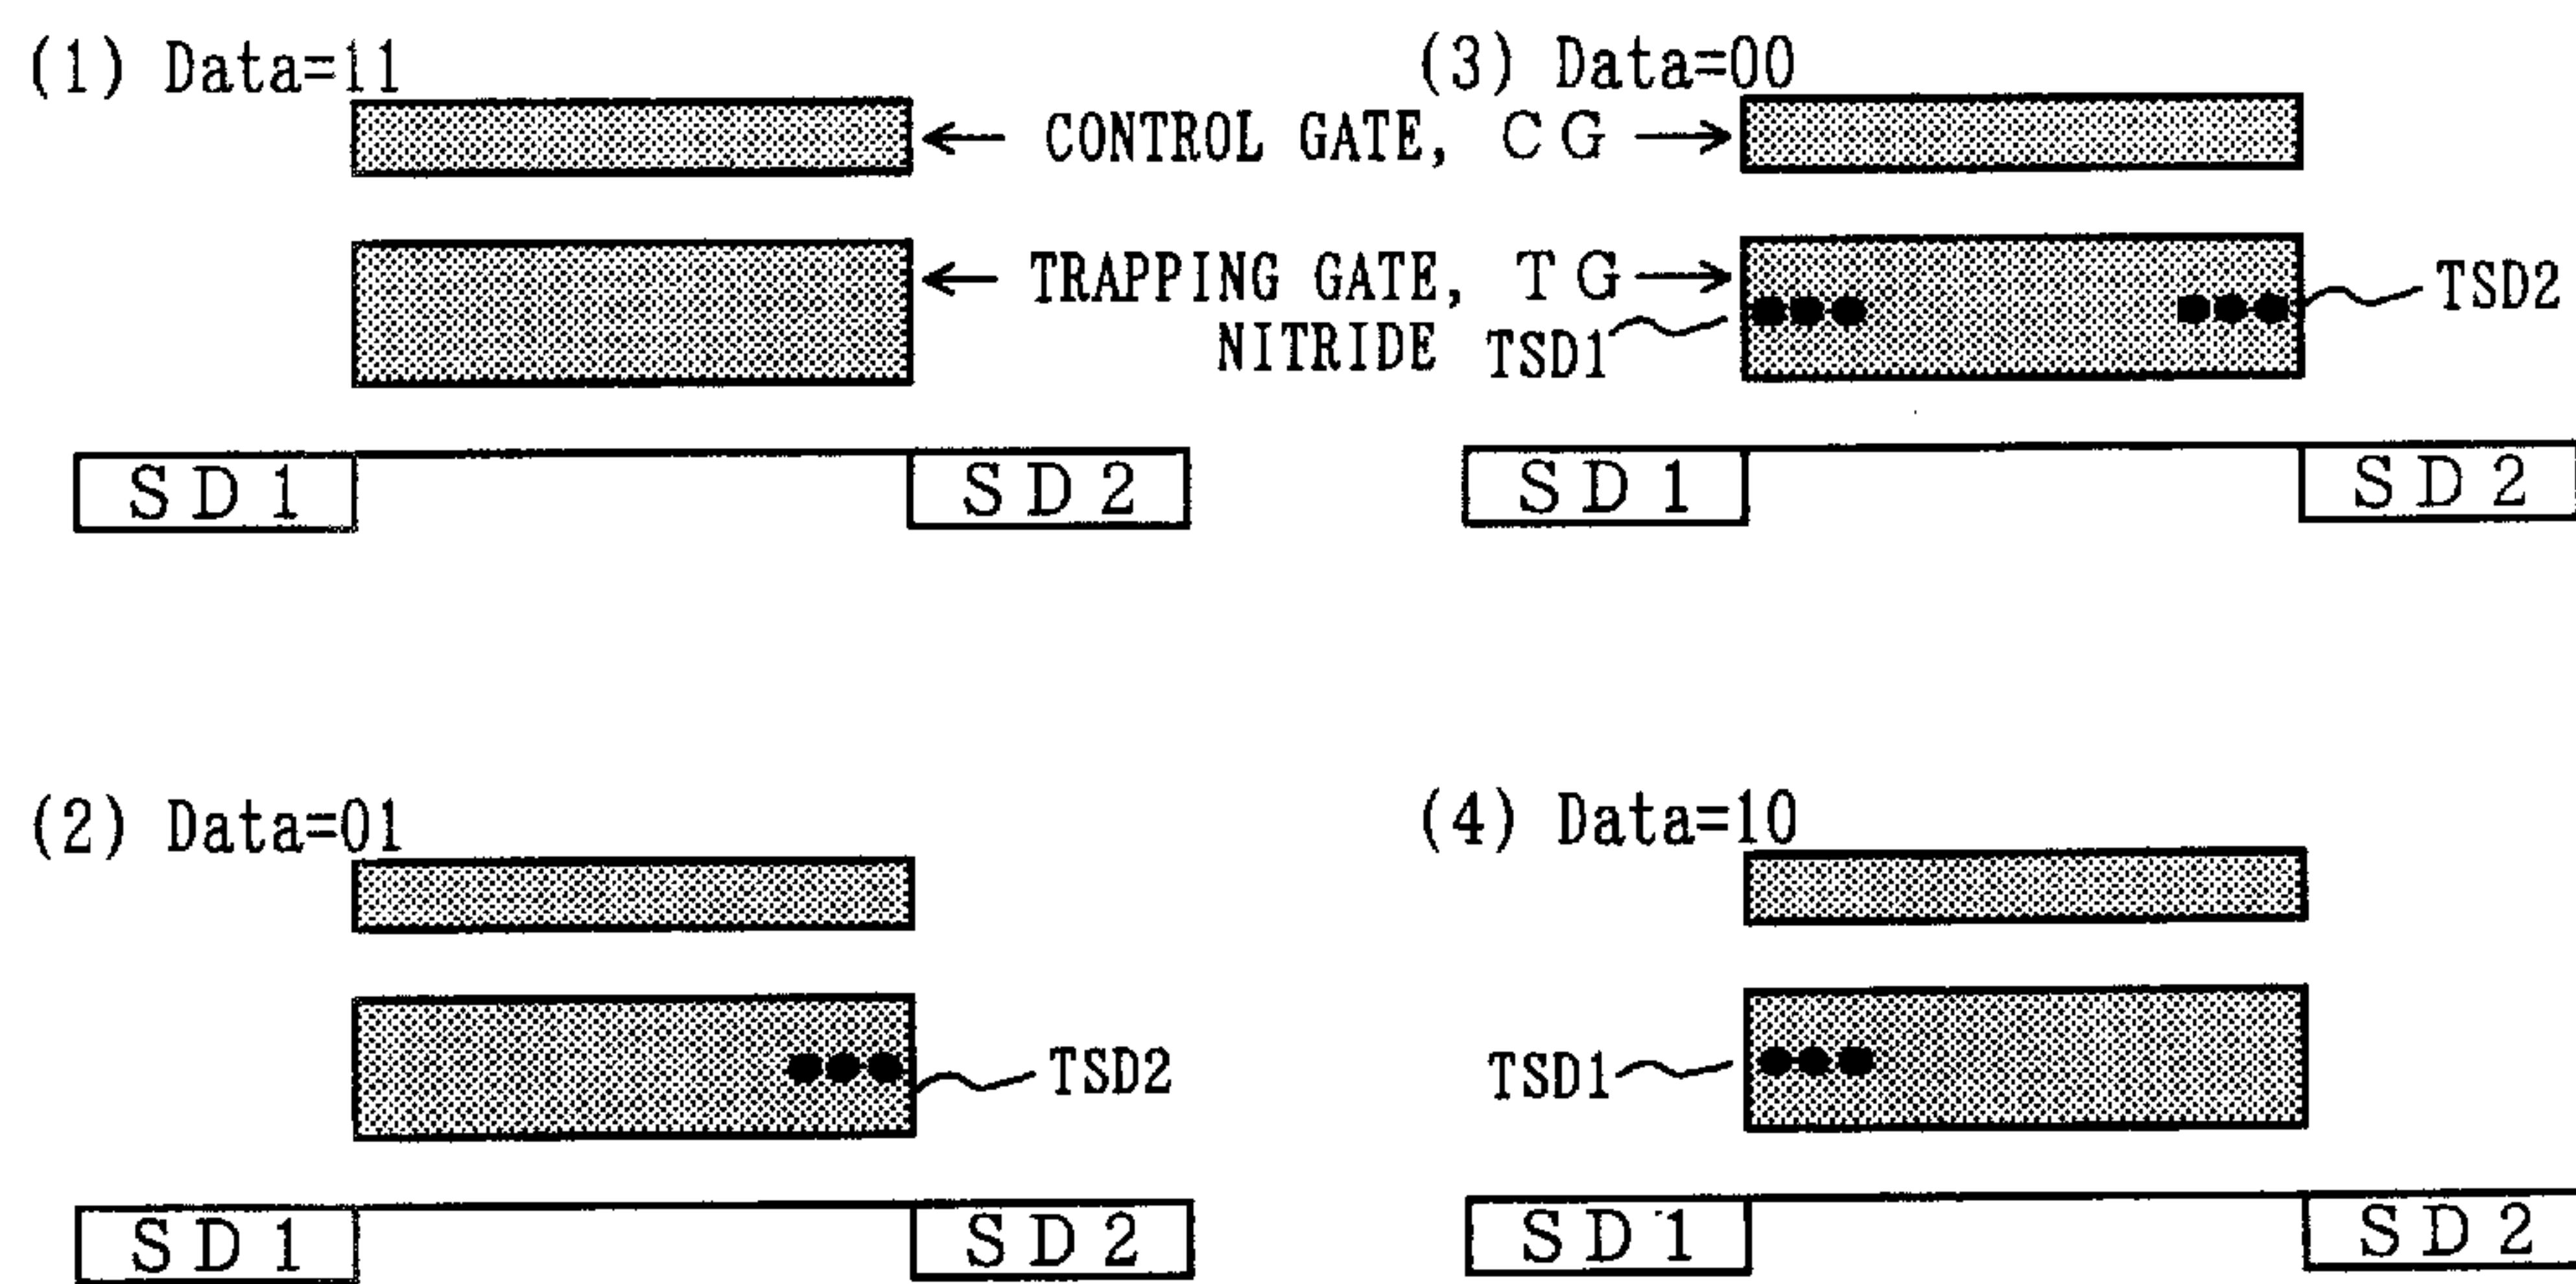 (1) Data=11
(3) Data=00
CONTROL GATE, CG
TRAPPING GATE, TG
NITRIDE
TSD1
TSD2
SD1
SD2
SD1
SD2
(2) Data=01
(4) Data=10
TSD2
TSD1
SD1
SD2
SD1
SD2